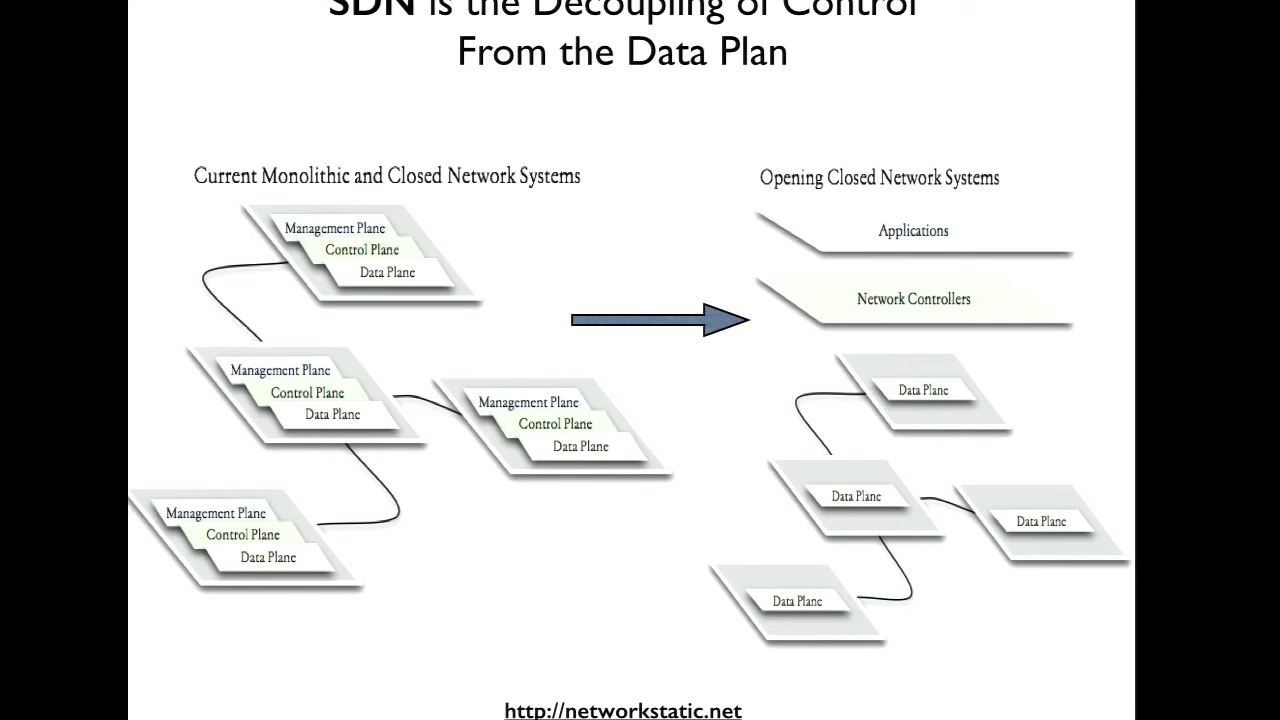 SDN is the Decoupling of Control
From the Data Plan
Current Monolithic and Closed Network Systems
Management Plane
Control Plane
Data Plane
Management Plane
Control Plane
Data Plane
Management Plane
Control Plane
Data Plane
Management Plane
Control Plane
Data Plane
Opening Closed Network Systems
Applications
Network Controllers
Data Plane
Data Plane
Data Plane
Data Plane
http://networkstatic.net